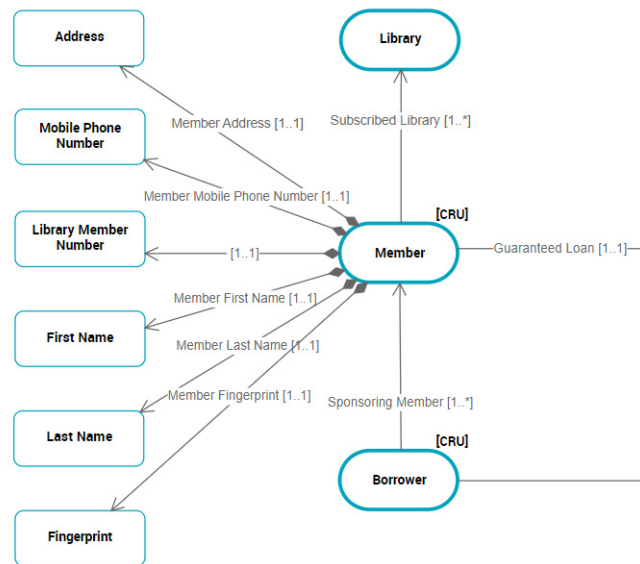 Address
Library
Member Address [1..1]
Subscribed Library [1..*]
Mobile Phone
Number
Member Mobile Phone Number [1..1]
[CRU]
Library Member
Number
[1..1]
Member
Guaranteed Loan [1..1]
Member First Name [1..1]
First Name
Member Last Name [1..1]
Member Fingerprint [1..1]
Sponsoring Member [1..*]
Last Name
[CRU]
Borrower
Fingerprint